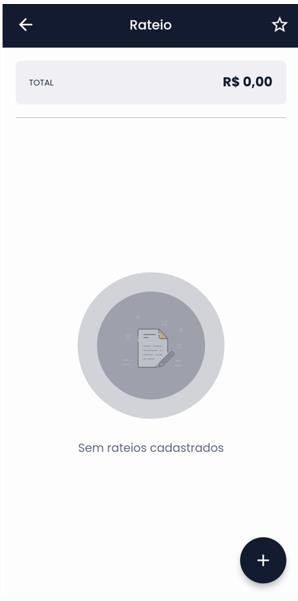 Rateio
TOTAL R$ 0,00
Sem rateios cadastrados
+